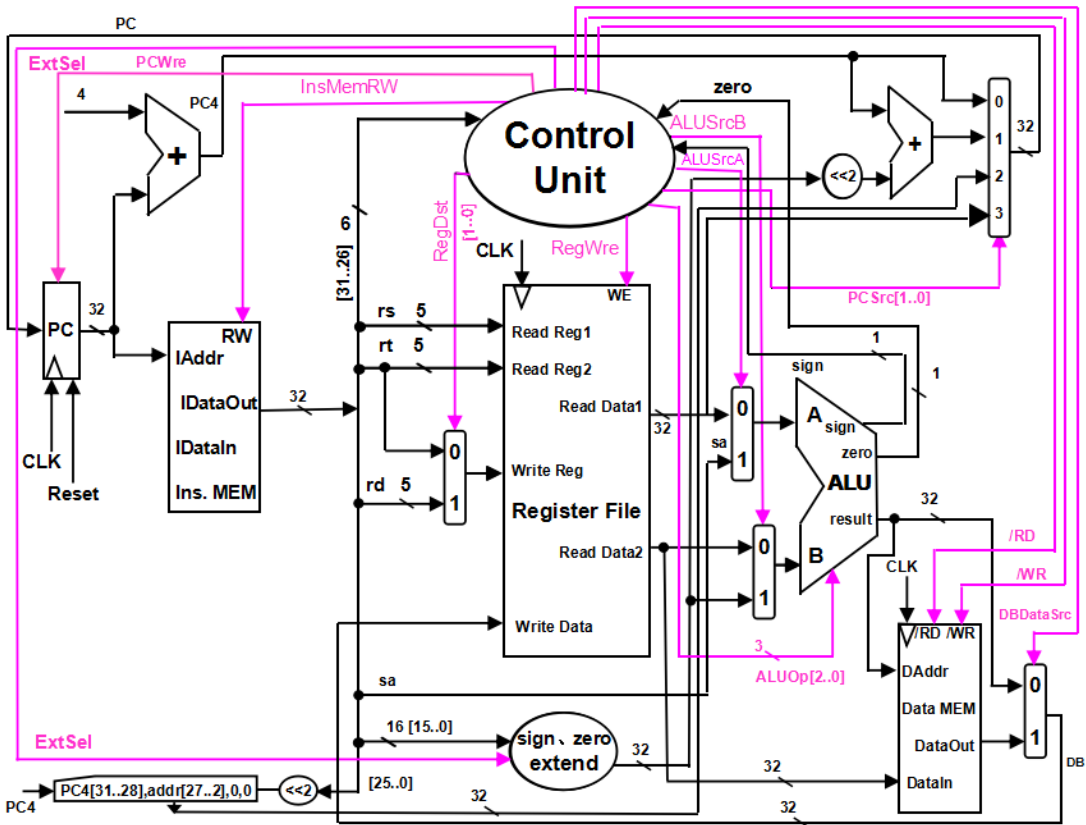 PC
ExtSel
PCWre
InsMemRW
4
PC4
+
Control
Unit
zero
ALUSrcB
ALUSrcA
<<2
+
0
1
2
3
32
6
[31..26]
RegDst
[1..0]
CLK
RegWre
PCSrc[1..0]
PC
32
CLK
Reset
RW
IAddr
IDataOut
IDataIn
Ins. MEM
32
rs 5
rt 5
rd 5
0
1
WE
Read Reg1
Read Reg2
Read Data1
Write Reg
Register File
Read Data2
Write Data
32
sa
0
1
0
1
sign
1
1
A
sign
zero
ALU
result
B
32
3
ALUOp[2..0]
/RD
/WR
CLK
DBDataSrc
/RD /WR
DAddr
Data MEM
DataOut
DataIn
0
1
DB
sa
16 [15..0]
ExtSel
sign、zero
extend
32
[25..0]
PC4
PC4[31..28],addr[27..2],0,0
<<2
32
32
32